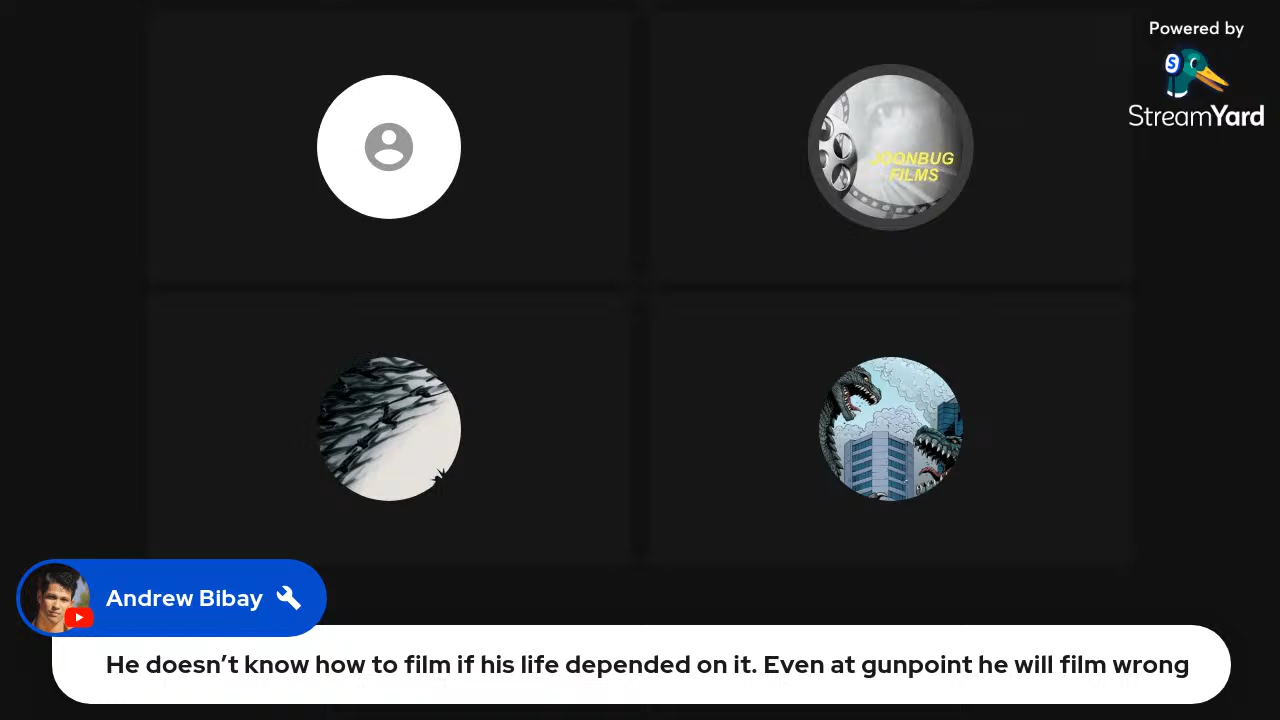 Powered by
StreamYard
JOONBUG
FILMS
Andrew Bibay
He doesn’t know how to film if his life depended on it. Even at gunpoint he will film wrong